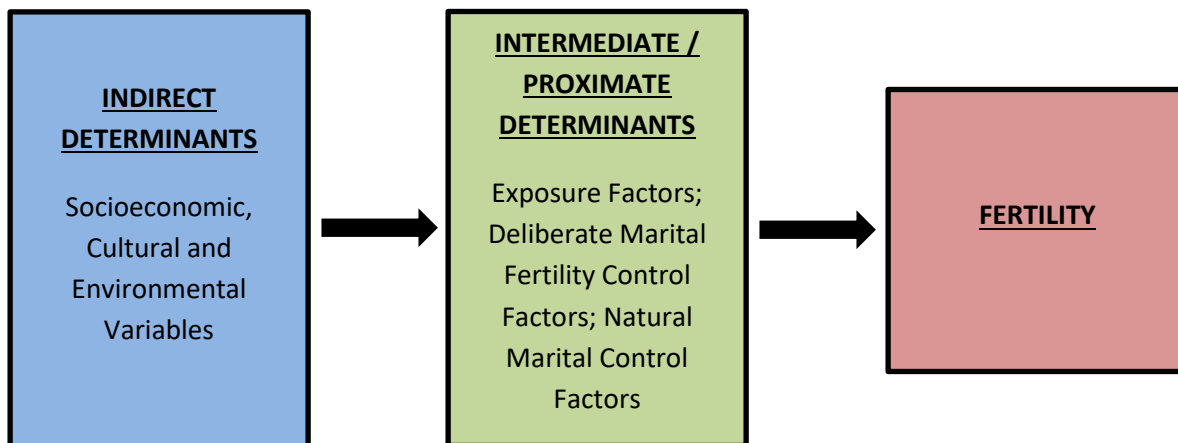 INDIRECT
DETERMINANTS
Socioeconomic,
Cultural and
Environmental
Variables
INTERMEDIATE /
PROXIMATE
DETERMINANTS
Exposure Factors;
Deliberate Marital
Fertility Control
Factors; Natural
Marital Control
Factors
FERTILITY